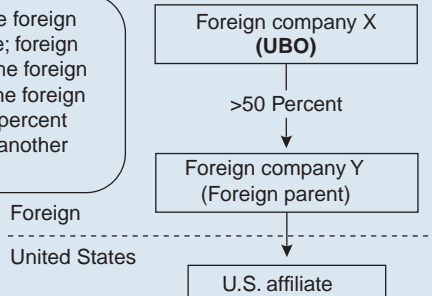 e foreign
e; foreign
he foreign
he foreign
percent
another
Foreign company X
(UBO)
>50 Percent
Foreign company Y
(Foreign parent)
Foreign
United States
U.S. affiliate